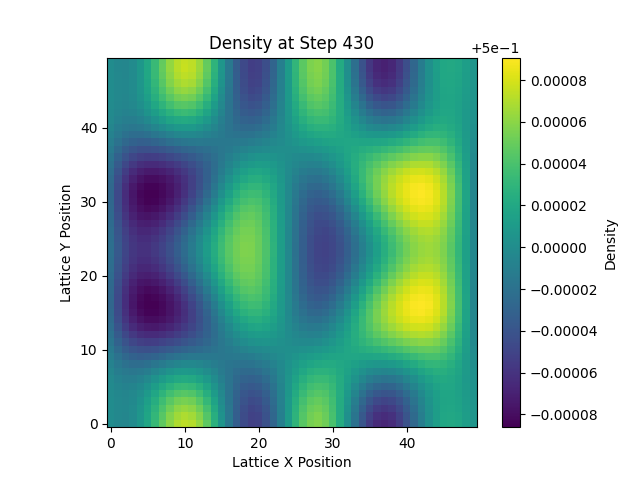 Density at Step 430
+5e−1
0.00008
0.00006
0.00004
0.00002
0.00000
−0.00002
−0.00004
−0.00006
−0.00008
Density
40
30
20
10
0
Lattice Y Position
0 10 20 30 40
Lattice X Position